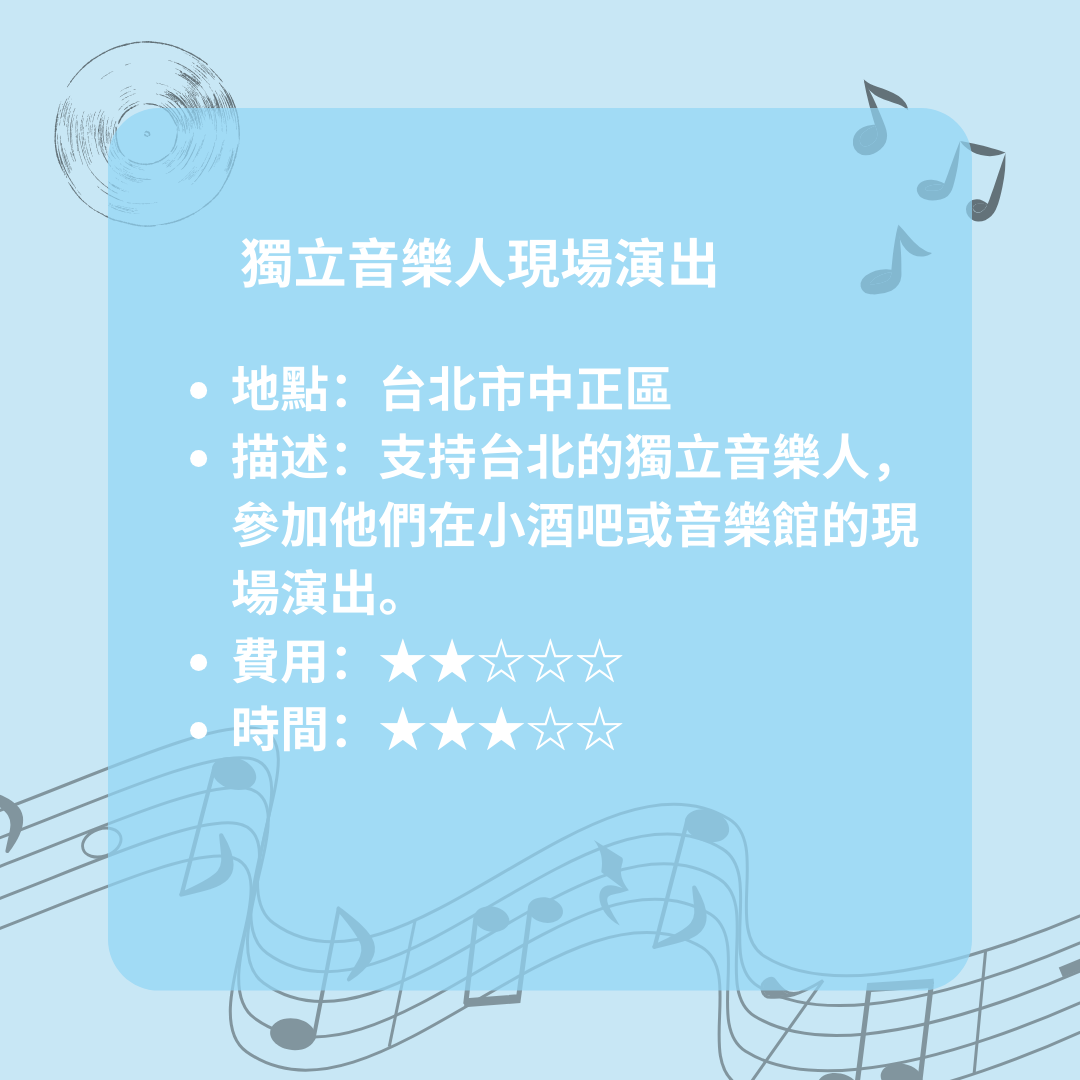 獨立音樂人現場演出
• 地點：台北市中正區
• 描述：支持台北的獨立音樂人，
參加他們在小酒吧或音樂館的現
場演出。
• 費用：★★☆☆☆
• 時間：★★★☆☆